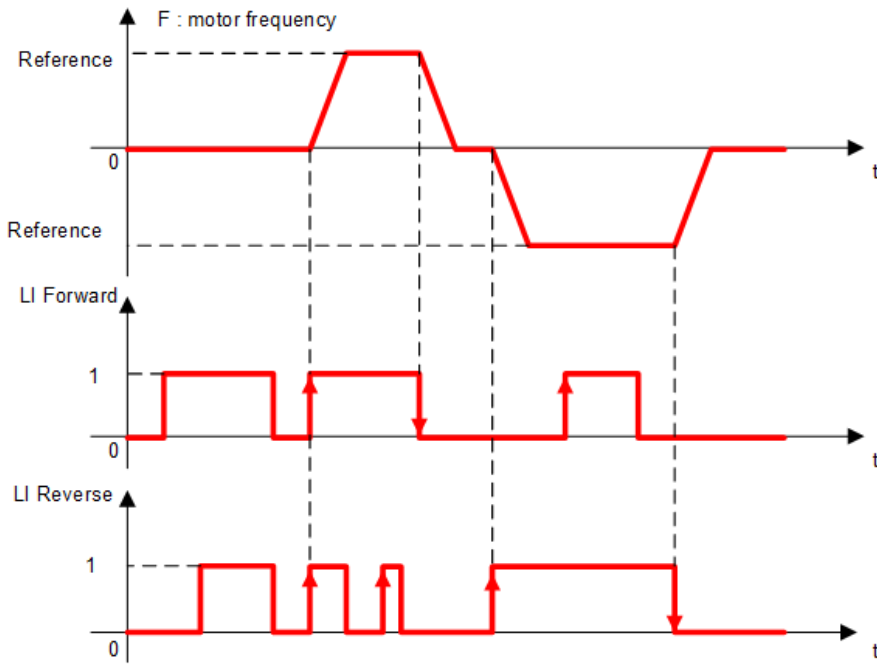 F : motor frequency
Reference
0
t
Reference
LI Forward
1
0
t
LI Reverse
1
0
t